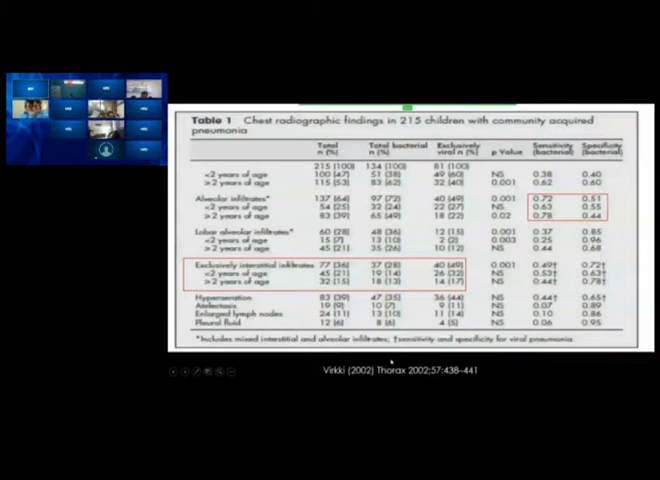 Table 1 Chest radiographic findings in 215 children with community acquired
pneumonia
Total n (%) Total bacterial n (%) Exclusively viral n (%) p Value Sensitivity (bacterial) Specificity (bacterial)
215 (100) 134 (100) 81 (100)
<2 years of age 100 (47) 51 (38) 49 (60) NS 0.38 0.40
>2 years of age 115 (53) 83 (62) 32 (40) 0.001 0.62 0.60
Alveolar infiltrates* 137 (64) 97 (72) 40 (49) 0.001 0.72 0.51
<2 years of age 54 (25) 32 (24) 22 (27) NS 0.63 0.55
>2 years of age 83 (39) 65 (49) 18 (22) 0.02 0.78 0.44
Lobar alveolar infiltrates* 60 (28) 48 (36) 12 (15) 0.001 0.37 0.85
<2 years of age 15 (7) 13 (10) 2 (2) 0.003 0.25 0.96
>2 years of age 45 (21) 35 (26) 10 (12) NS 0.44 0.68
Exclusively interstitial infiltrates 77 (36) 37 (28) 40 (49) 0.001 0.49† 0.72†
<2 years of age 45 (21) 19 (14) 26 (32) NS 0.53† 0.63†
>2 years of age 32 (15) 18 (13) 14 (17) NS 0.44† 0.78†
Hyperaeration 83 (39) 47 (35) 36 (44) NS 0.44† 0.65†
Atelectasis 19 (9) 10 (7) 9 (11) NS 0.07 0.89
Enlarged lymph nodes 24 (11) 13 (10) 11 (14) NS 0.10 0.86
Pleural fluid 12 (6) 8 (6) 4 (5) NS 0.06 0.95
*Includes mixed interstitial and alveolar infiltrates; †sensitivity and specificity for viral pneumonia.
Virkki (2002) Thorax 2002;57:438–441